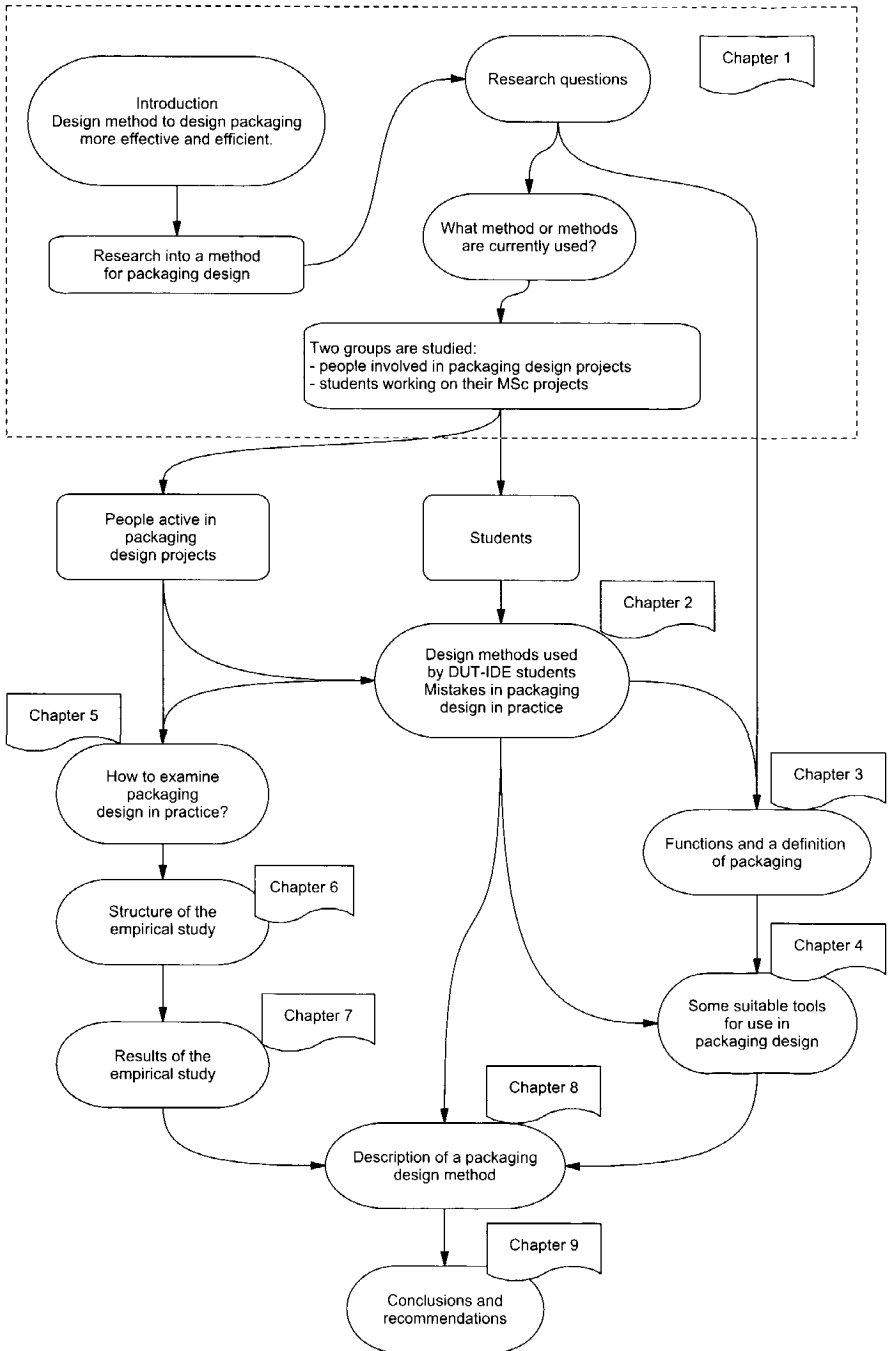 Chapter 1
Introduction
Design method to design packaging
more effective and efficient.
Research questions
Research into a method
for packaging design
What method or methods
are currently used?
Two groups are studied:
- people involved in packaging design projects
- students working on their MSc projects
People active in
packaging
design projects
Students
Chapter 2
Design methods used
by DUT-IDE students
Mistakes in packaging
design in practice
Chapter 5
How to examine
packaging
design in practice?
Chapter 3
Functions and a definition
of packaging
Chapter 6
Structure of the
empirical study
Chapter 4
Some suitable tools
for use in
packaging design
Chapter 7
Results of the
empirical study
Chapter 8
Description of a packaging
design method
Chapter 9
Conclusions and
recommendations